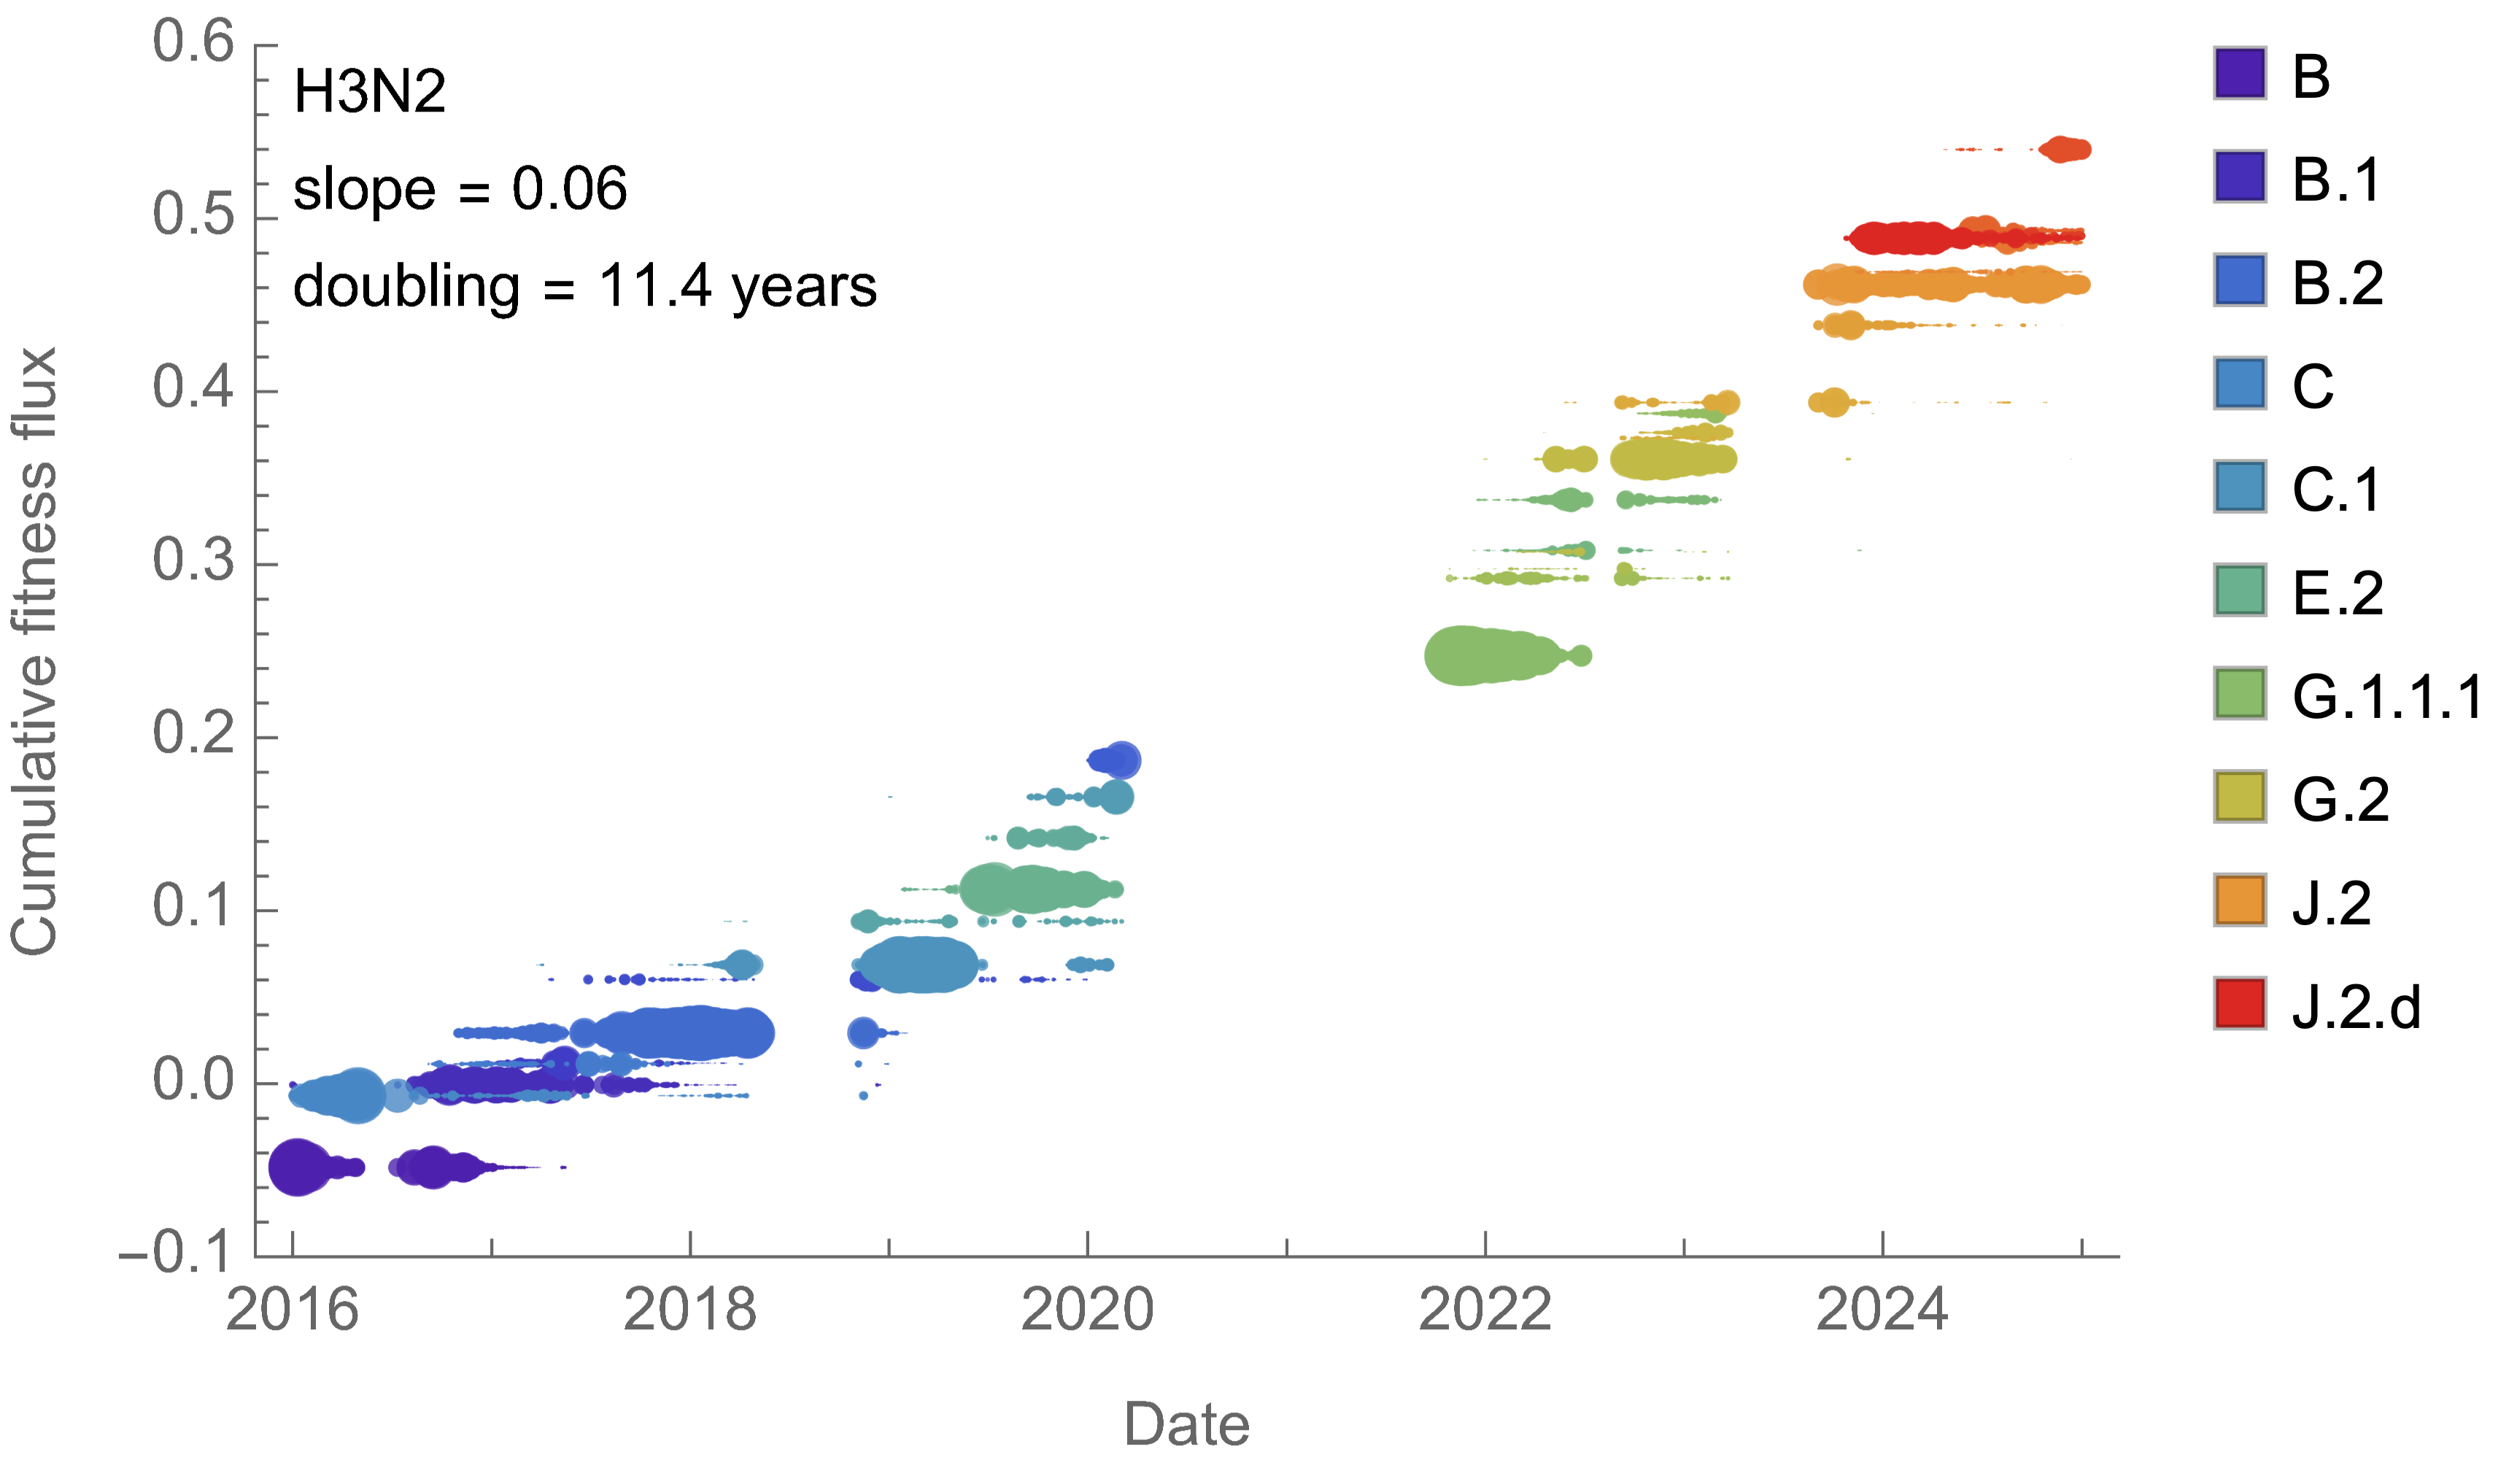 H3N2
slope = 0.06
doubling = 11.4 years
Cumulative fitness flux
0.6
0.5
0.4
0.3
0.2
0.1
0.0
−0.1
2016 2018 2020 2022 2024
Date
B
B.1
B.2
C
C.1
E.2
G.1.1.1
G.2
J.2
J.2.d